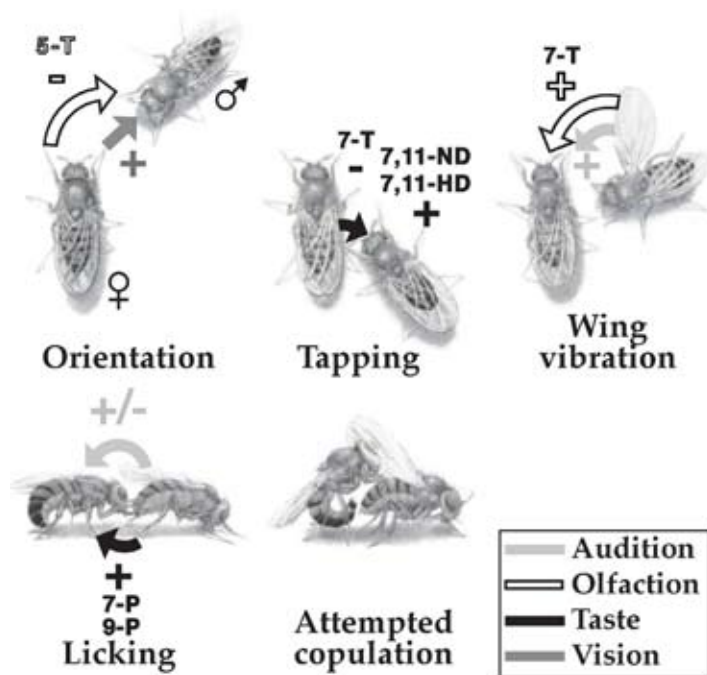 5-T
-
♂
+
♀
Orientation
7-T
-
7,11-ND
7,11-HD
+
Tapping
7-T
+
+
Wing
vibration
+/-
+
7-P
9-P
Licking
Attempted
copulation
Audition
Olfaction
Taste
Vision